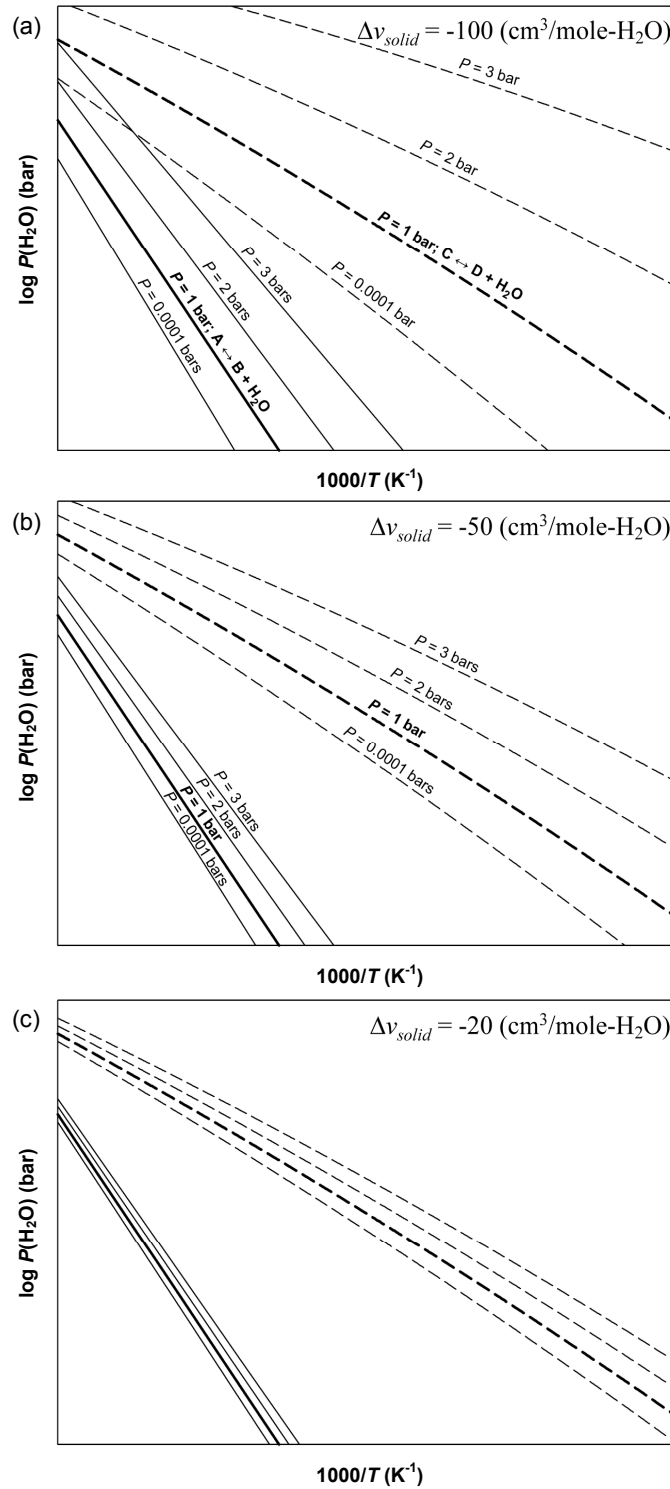 (a)
Δv_solid = -100 (cm³/mole-H₂O)
P = 3 bar
P = 2 bar
P = 1 bar; C ↔ D + H₂O
P = 0.0001 bar
P = 3 bars
P = 2 bars
P = 1 bar; A ↔ B + H₂O
P = 0.0001 bars
log P(H₂O) (bar)
1000/T (K⁻¹)
(b)
Δv_solid = -50 (cm³/mole-H₂O)
P = 3 bars
P = 2 bars
P = 1 bar
P = 0.0001 bars
P = 3 bars
P = 2 bars
P = 1 bar
P = 0.0001 bars
log P(H₂O) (bar)
1000/T (K⁻¹)
(c)
Δv_solid = -20 (cm³/mole-H₂O)
log P(H₂O) (bar)
1000/T (K⁻¹)